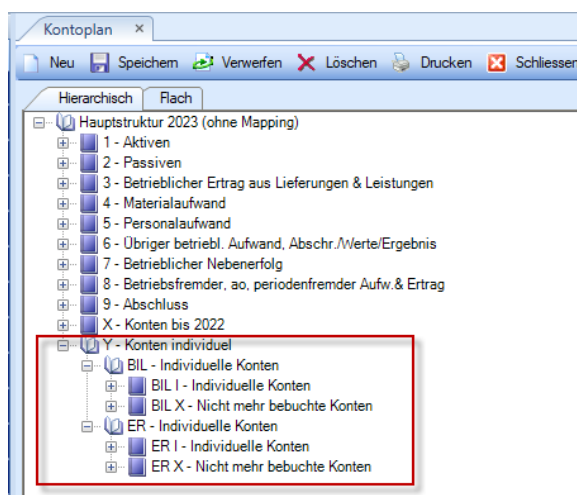 Kontoplan ×
Neu Speichern Verwerfen Löschen Drucken Schliessen
Hierarchisch Flach
Hauptstruktur 2023 (ohne Mapping)
1 - Aktiven
2 - Passiven
3 - Betrieblicher Ertrag aus Lieferungen & Leistungen
4 - Materialaufwand
5 - Personalaufwand
6 - Übriger betriebl. Aufwand, Abschr./Werte/Ergebnis
7 - Betrieblicher Nebenerfolg
8 - Betriebsfremder, ao, periodenfremder Aufw.& Ertrag
9 - Abschluss
X - Konten bis 2022
Y - Konten individuel
BIL - Individuelle Konten
BIL I - Individuelle Konten
BIL X - Nicht mehr bebuchte Konten
ER - Individuelle Konten
ER I - Individuelle Konten
ER X - Nicht mehr bebuchte Konten